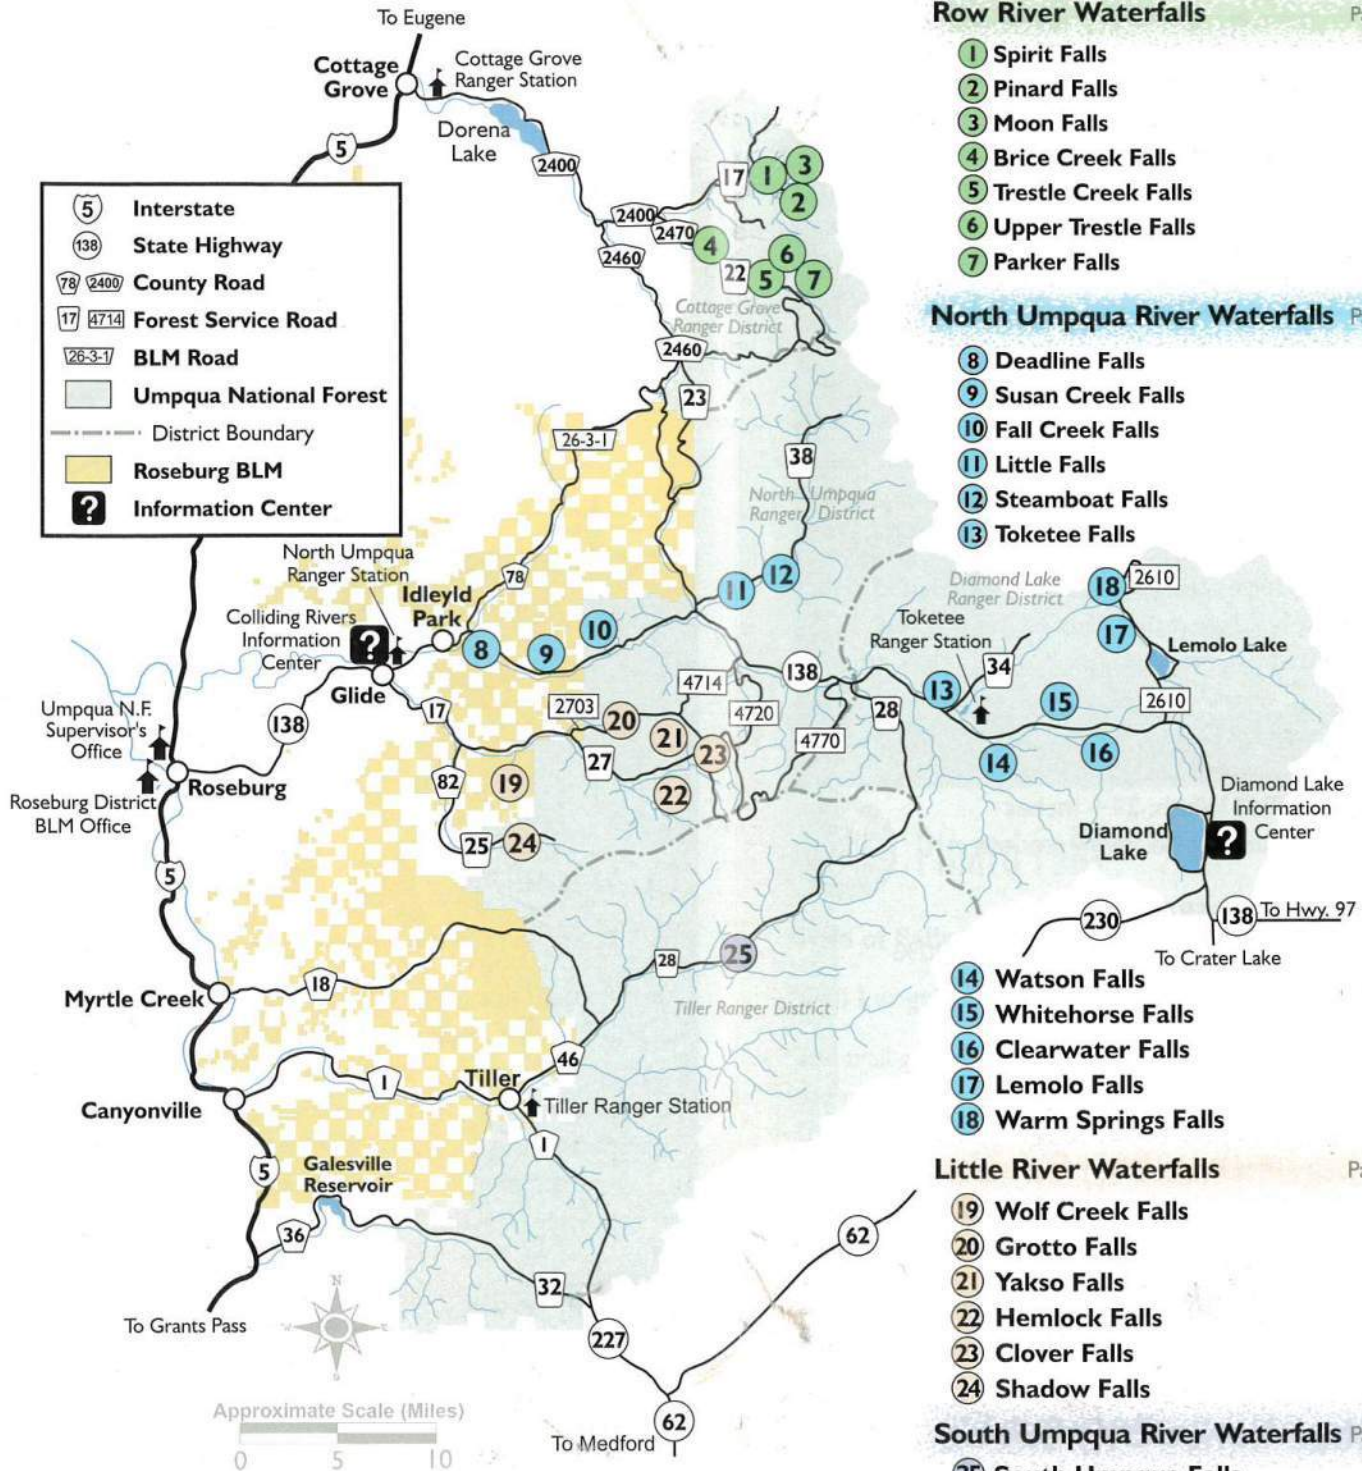 To Eugene
Cottage
Grove
Cottage Grove
Ranger Station
Dorena
Lake
5
2400
17
1
3
2
2400
2470
4
2460
6
22
5
7
Cottage Grove
Ranger District
2460
23
5 Interstate
138 State Highway
78 2400 County Road
17 4714 Forest Service Road
26-3-1 BLM Road
Umpqua National Forest
District Boundary
Roseburg BLM
? Information Center
26-3-1
38
North Umpqua
Ranger District
North Umpqua
Ranger Station
78
Idleyld
Park
Colliding Rivers
Information
Center
?
Glide
8
9
10
11
12
Diamond Lake
Ranger District
18
2610
17
Toketee
Ranger Station
Lemolo Lake
34
13
15
2610
138
4714
4720
4770
28
14
16
2703
20
21
23
27
22
17
82
19
25
24
138
Umpqua N.F.
Supervisor's
Office
Roseburg
Roseburg District
BLM Office
5
Diamond Lake
Information
Center
Diamond
Lake
?
230
138
To Hwy. 97
To Crater Lake
25
28
Tiller Ranger District
Myrtle Creek
18
46
Canyonville
1
Tiller
Tiller Ranger Station
1
5
Galesville
Reservoir
36
32
To Grants Pass
N
227
62
62
To Medford
Approximate Scale (Miles)
0 5 10
Row River Waterfalls
1 Spirit Falls
2 Pinard Falls
3 Moon Falls
4 Brice Creek Falls
5 Trestle Creek Falls
6 Upper Trestle Falls
7 Parker Falls
North Umpqua River Waterfalls
8 Deadline Falls
9 Susan Creek Falls
10 Fall Creek Falls
11 Little Falls
12 Steamboat Falls
13 Toketee Falls
14 Watson Falls
15 Whitehorse Falls
16 Clearwater Falls
17 Lemolo Falls
18 Warm Springs Falls
Little River Waterfalls
19 Wolf Creek Falls
20 Grotto Falls
21 Yakso Falls
22 Hemlock Falls
23 Clover Falls
24 Shadow Falls
South Umpqua River Waterfalls
25 South Umpqua Falls